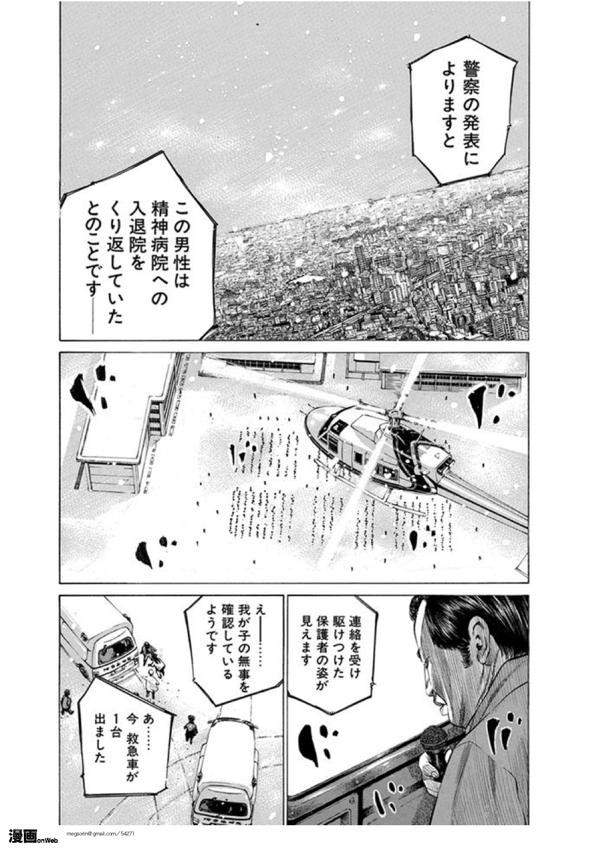 警察の発表に
よりますと
この男性は
精神病院への
入退院を
くり返していた
とのことです――
連絡を受け
駆けつけた
保護者の姿が
見えます
えー――
我が子の無事を
確認している
ようです
あ……
今 救急車が
1台
出ました
漫画onWeb